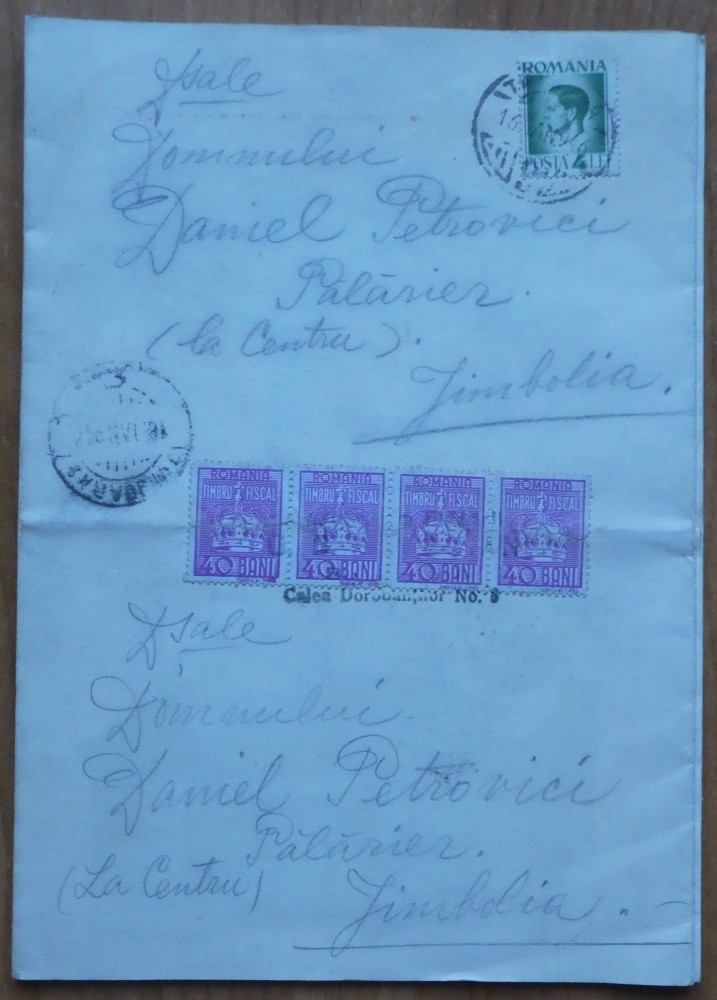 Dsale
ROMANIA
POSTA 4 LEI
Domnului
Daniel Petrovici
Pălărier.
(la Centru).
Jimbolia.
ROMANIA ROMANIA ROMANIA ROMANIA
TIMBRU FISCAL TIMBRU FISCAL TIMBRU FISCAL TIMBRU FISCAL
40 BANI 40 BANI 40 BANI 40 BANI
Calea Dorobanților No.
Dsale
Domnului
Daniel Petrovici
Pălărier.
(La Centru)
Jimbolia. -